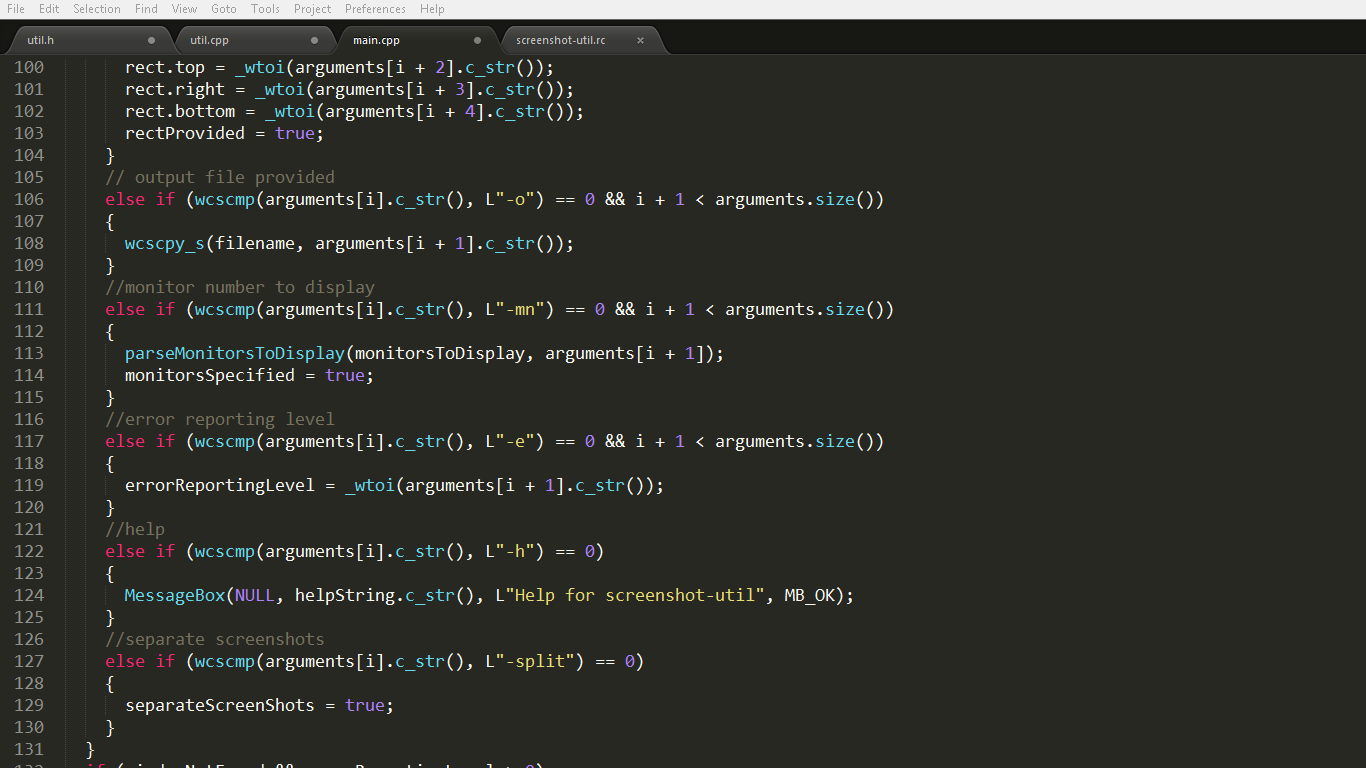 File Edit Selection Find View Goto Tools Project Preferences Help
util.h util.cpp main.cpp screenshot-util.rc
100 rect.top = _wtoi(arguments[i + 2].c_str());
101 rect.right = _wtoi(arguments[i + 3].c_str());
102 rect.bottom = _wtoi(arguments[i + 4].c_str());
103 rectProvided = true;
104 }
105 // output file provided
106 else if (wcscmp(arguments[i].c_str(), L"-o") == 0 && i + 1 < arguments.size())
107 {
108 wcscpy_s(filename, arguments[i + 1].c_str());
109 }
110 //monitor number to display
111 else if (wcscmp(arguments[i].c_str(), L"-mn") == 0 && i + 1 < arguments.size())
112 {
113 parseMonitorsToDisplay(monitorsToDisplay, arguments[i + 1]);
114 monitorsSpecified = true;
115 }
116 //error reporting level
117 else if (wcscmp(arguments[i].c_str(), L"-e") == 0 && i + 1 < arguments.size())
118 {
119 errorReportingLevel = _wtoi(arguments[i + 1].c_str());
120 }
121 //help
122 else if (wcscmp(arguments[i].c_str(), L"-h") == 0)
123 {
124 MessageBox(NULL, helpString.c_str(), L"Help for screenshot-util", MB_OK);
125 }
126 //separate screenshots
127 else if (wcscmp(arguments[i].c_str(), L"-split") == 0)
128 {
129 separateScreenShots = true;
130 }
131 }